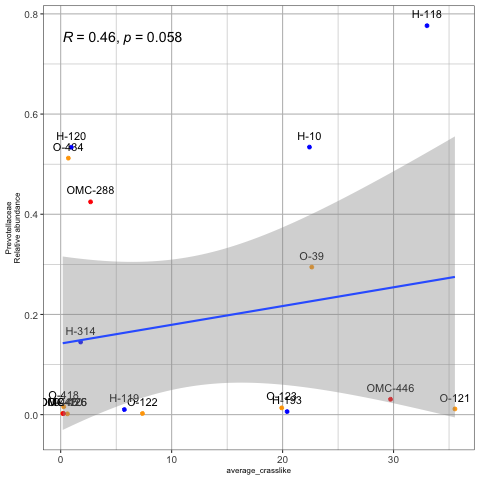 H-118
R = 0.46, p = 0.058
0.8
0.6
H-120
H-10
OMC-288
0.4
O-39
Prevotellaceae
Relative abundance
H-314
0.2
OMC-446
O-418
H-119
O-122
O-123
H-193
O-121
0.0
0
10
20
30
average_crasslike